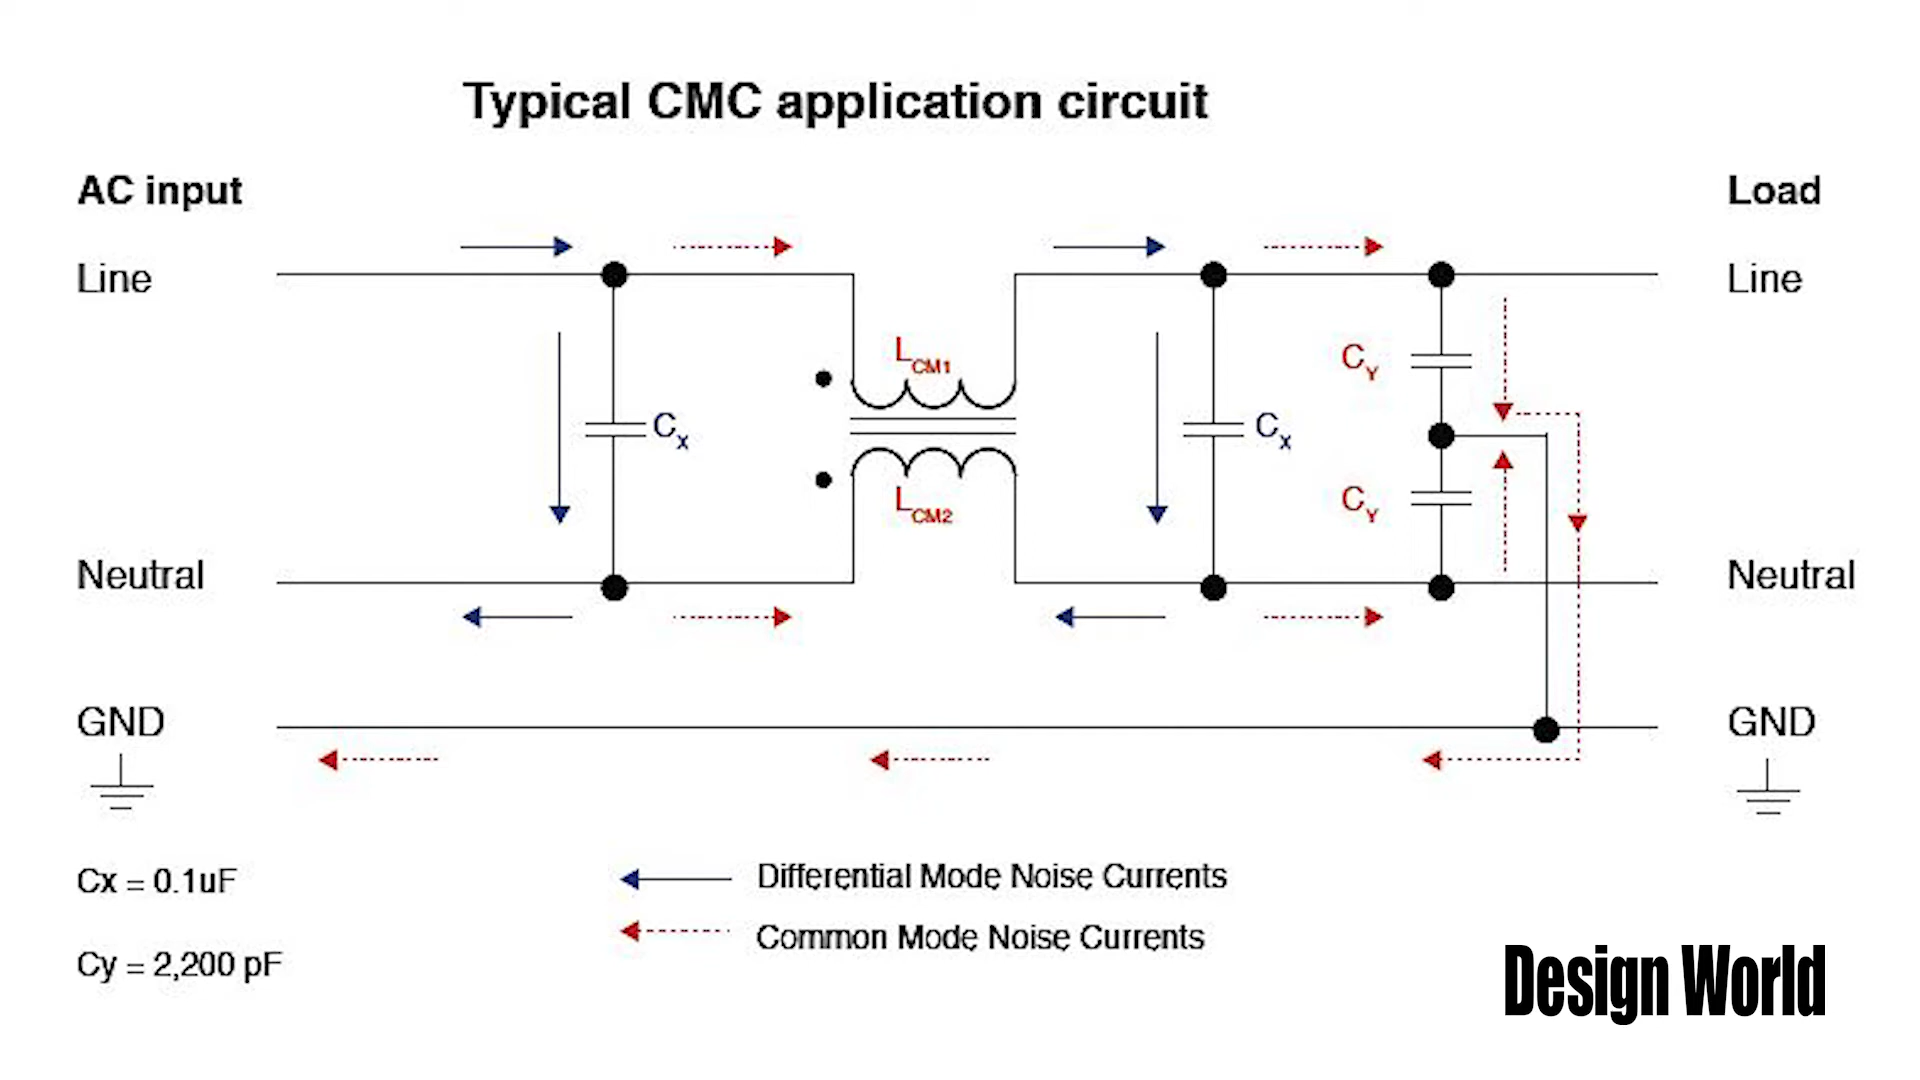 Typical CMC application circuit
AC input
Load
Line
Line
LCM1
CY
CX
CX
CY
LCM2
Neutral
Neutral
GND
GND
Cx = 0.1uF
Differential Mode Noise Currents
Common Mode Noise Currents
Cy = 2,200 pF
Design World